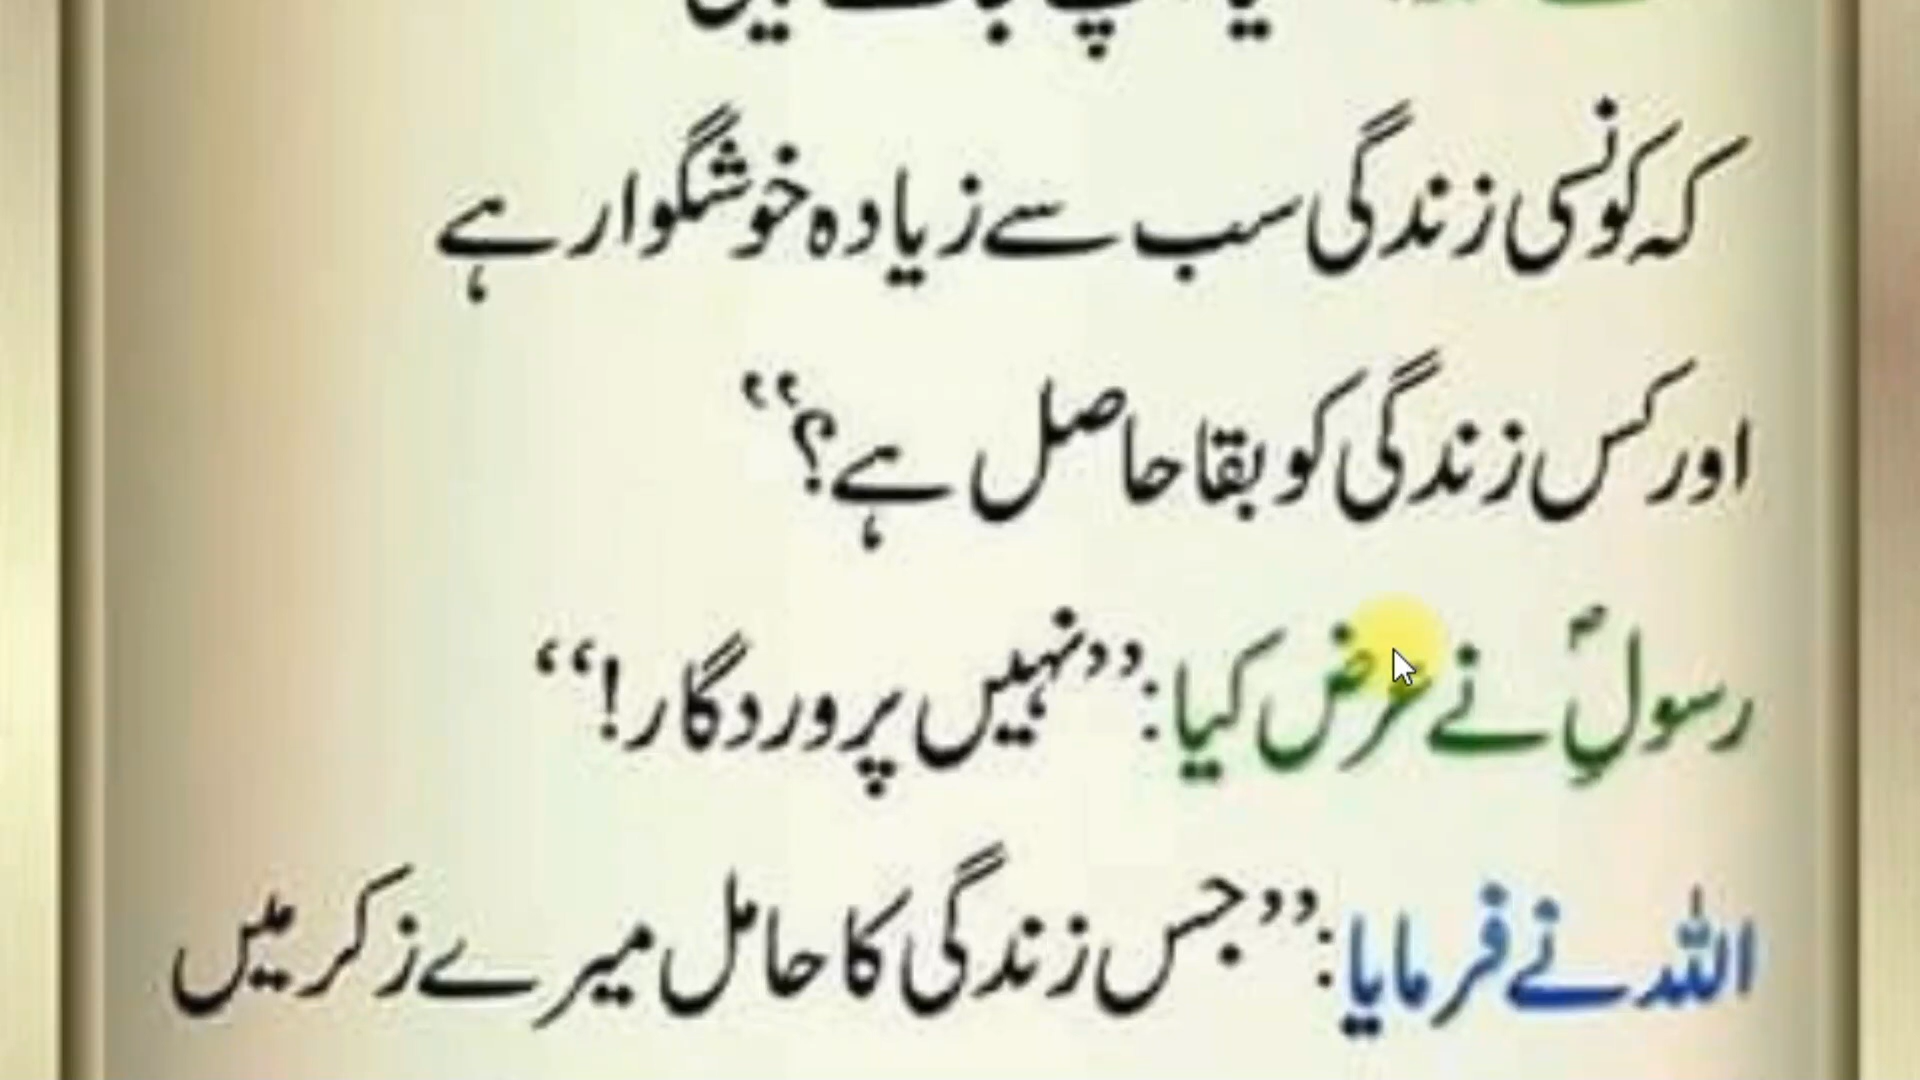 کہ کونسی زندگی سب سے زیادہ خوشگوار ہے
اور کس زندگی کو بقا حاصل ہے؟“
رسولؐ نے عرض کیا: ”نہیں پروردگار!“
اللہ نے فرمایا: ”جس زندگی کا حامل میرے زکر میں